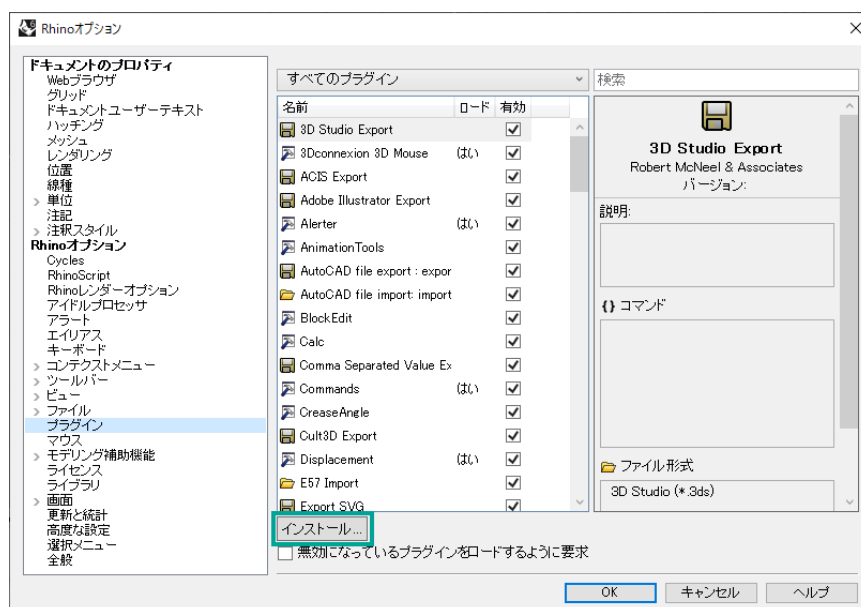 Rhinoオプション
ドキュメントのプロパティ
Webブラウザ
グリッド
ドキュメントユーザーテキスト
ハッチング
メッシュ
レンダリング
位置
線種
単位
注記
注釈スタイル
Rhinoオプション
Cycles
RhinoScript
Rhinoレンダーオプション
アイドルプロセッサ
アラート
エイリアス
キーボード
コンテクストメニュー
ツールバー
ビュー
ファイル
プラグイン
マウス
モデリング補助機能
ライセンス
ライブラリ
画面
更新と統計
高度な設定
選択メニュー
全般
すべてのプラグイン
名前 ロード 有効
3D Studio Export
3Dconnexion 3D Mouse はい
ACIS Export
Adobe Illustrator Export
Alerter はい
AnimationTools
AutoCAD file export : expor
AutoCAD file import: import
BlockEdit
Calc
Comma Separated Value Ex
Commands はい
CreaseAngle
Cult3D Export
Displacement はい
E57 Import
Export SVG
インストール...
無効になっているプラグインをロードするように要求
検索
3D Studio Export
Robert McNeel & Associates
バージョン:
説明:
{} コマンド
ファイル形式
3D Studio (*.3ds)
OK キャンセル ヘルプ